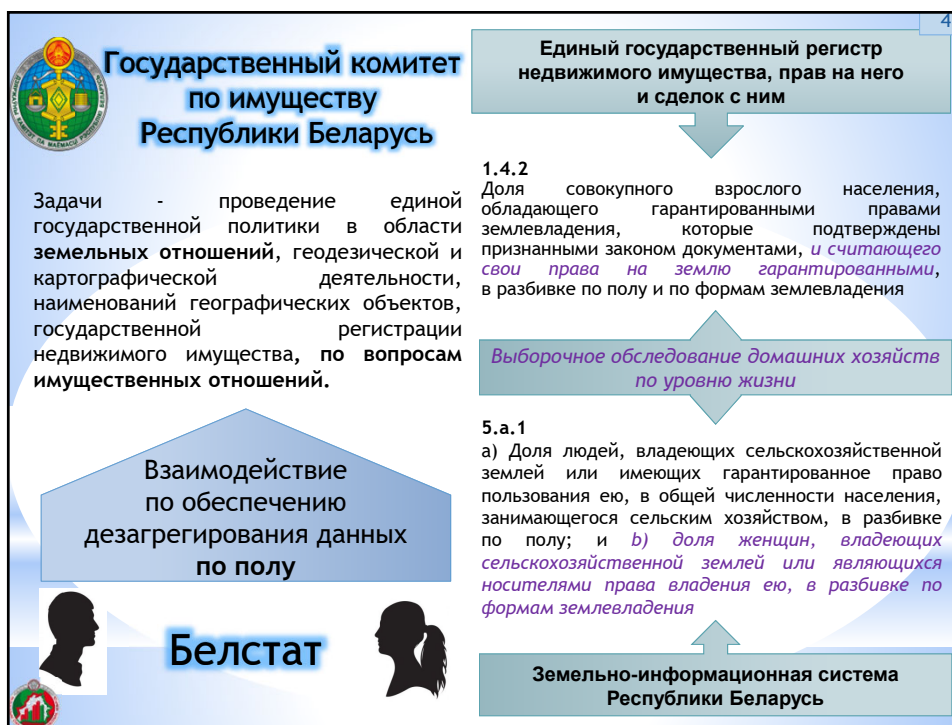 4
Государственный комитет
по имуществу
Республики Беларусь
Задачи - проведение единой
государственной политики в области
земельных отношений, геодезической и
картографической деятельности,
наименований географических объектов,
государственной регистрации
недвижимого имущества, по вопросам
имущественных отношений.
Взаимодействие
по обеспечению
дезагрегирования данных
по полу
Белстат
Единый государственный регистр
недвижимого имущества, прав на него
и сделок с ним
1.4.2
Доля совокупного взрослого населения,
обладающего гарантированными правами
землевладения, которые подтверждены
признанными законом документами, и считающего
свои права на землю гарантированными,
в разбивке по полу и по формам землевладения
Выборочное обследование домашних хозяйств
по уровню жизни
5.a.1
a) Доля людей, владеющих сельскохозяйственной
землей или имеющих гарантированное право
пользования ею, в общей численности населения,
занимающегося сельским хозяйством, в разбивке
по полу; и b) доля женщин, владеющих
сельскохозяйственной землей или являющихся
носителями права владения ею, в разбивке по
формам землевладения
Земельно-информационная система
Республики Беларусь